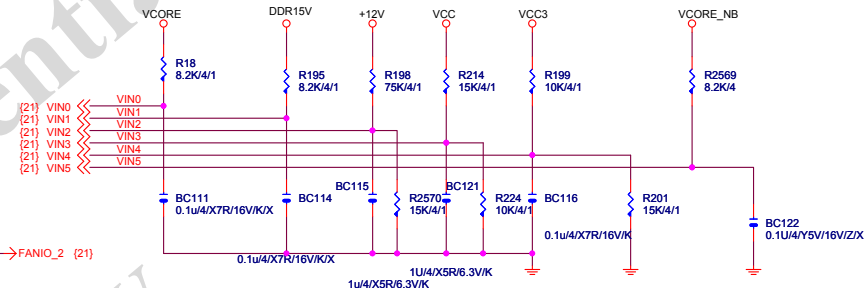 VCORE DDR15V +12V VCC VCC3 VCORE_NB
R18 8.2K/4/1
R195 8.2K/4/1
R198 75K/4/1
R214 15K/4/1
R199 10K/4/1
R2569 8.2K/4
{21} VIN0 VIN0
{21} VIN1 VIN1
{21} VIN2 VIN2
{21} VIN3 VIN3
{21} VIN4 VIN4
{21} VIN5 VIN5
BC111 0.1u/4/X7R/16V/K/X
BC114
0.1u/4/X7R/16V/K/X
BC115
1u/4/X5R/6.3V/K
R2570 15K/4/1
BC121
1U/4/X5R/6.3V/K
R224 10K/4/1
BC116
0.1u/4/X7R/16V/K
R201 15K/4/1
BC122 0.1U/4/Y5V/16V/Z/X
FANIO_2 {21}